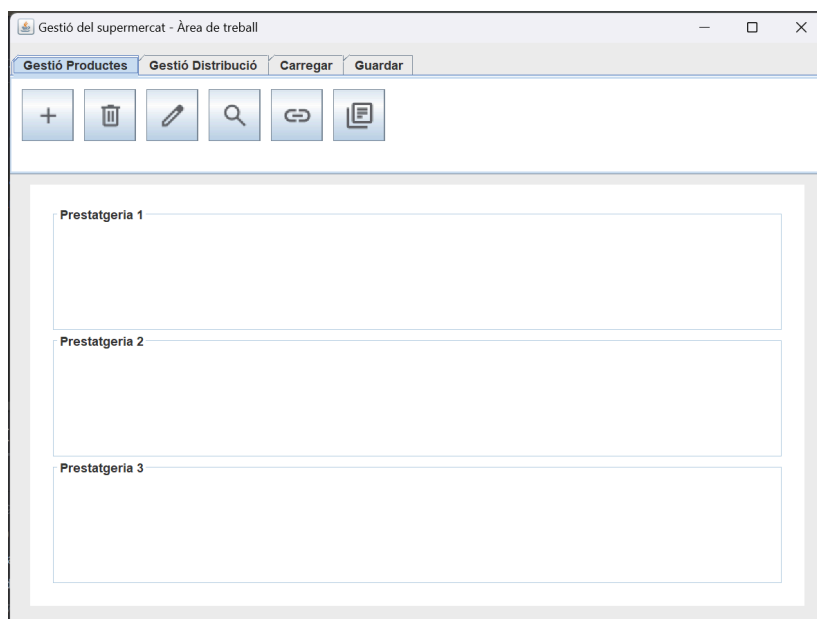 Gestió del supermercat - Àrea de treball
Gestió Productes Gestió Distribució Carregar Guardar
Prestatgeria 1
Prestatgeria 2
Prestatgeria 3